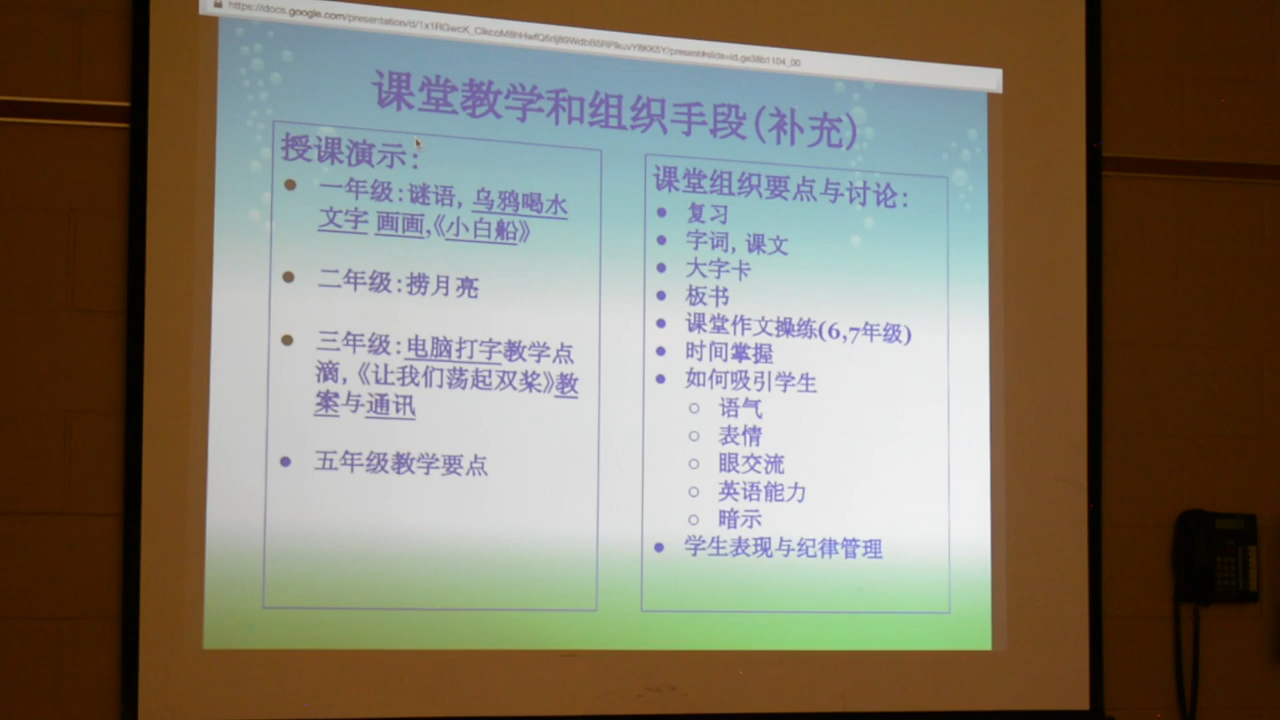 课堂教学和组织手段(补充)
授课演示:
一年级:谜语, 乌鸦喝水
文字 画画,《小白船》
二年级:捞月亮
三年级:电脑打字教学点
滴,《让我们荡起双桨》教
案与通讯
五年级教学要点
课堂组织要点与讨论:
复习
字词, 课文
大字卡
板书
课堂作文操练(6,7年级)
时间掌握
如何吸引学生
语气
表情
眼交流
英语能力
暗示
学生表现与纪律管理